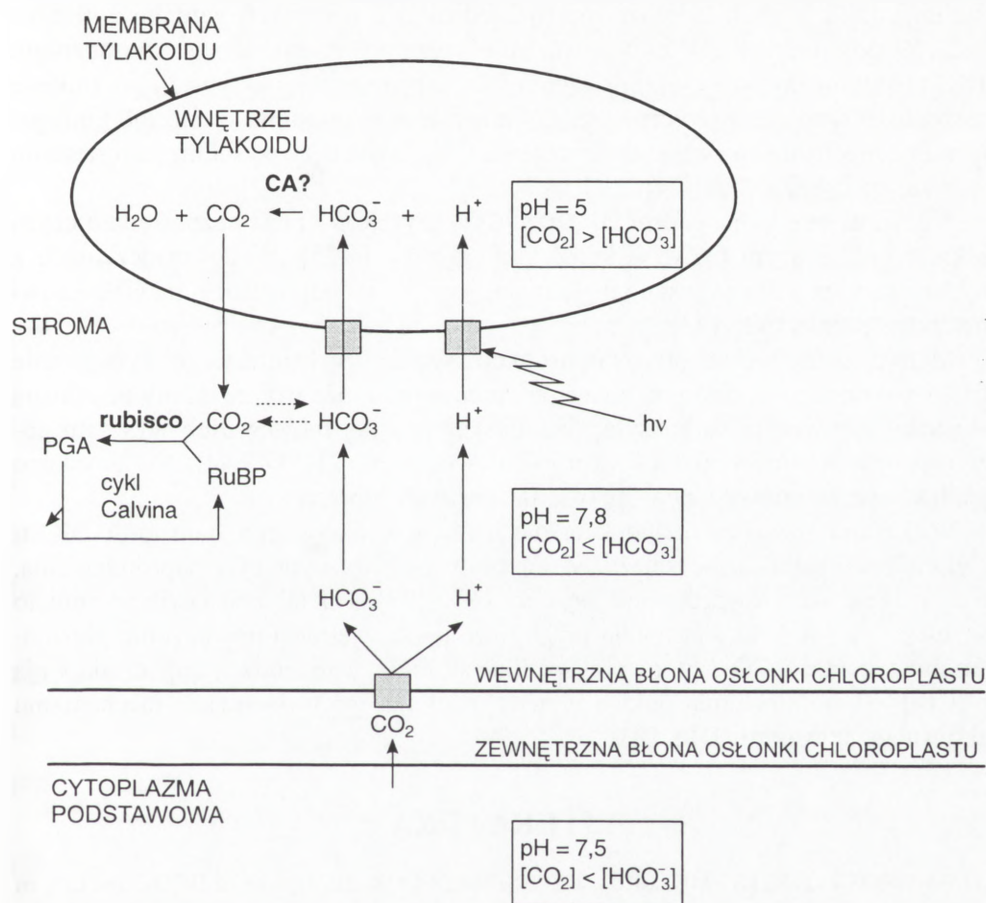 MEMBRANA
TYLAKOIDU
WNĘTRZE
TYLAKOIDU
CA?
H₂O + CO₂ HCO₃⁻ + H⁺
pH = 5
[CO₂] > [HCO₃⁻]
STROMA
rubisco CO₂ HCO₃⁻ H⁺ hν
PGA
cykl
Calvina
RuBP
pH = 7,8
[CO₂] ≤ [HCO₃⁻]
HCO₃⁻ H⁺
WEWNĘTRZNA BŁONA OSŁONKI CHLOROPLASTU
CO₂
ZEWNĘTRZNA BŁONA OSŁONKI CHLOROPLASTU
CYTOPLAZMA
PODSTAWOWA
pH = 7,5
[CO₂] < [HCO₃⁻]